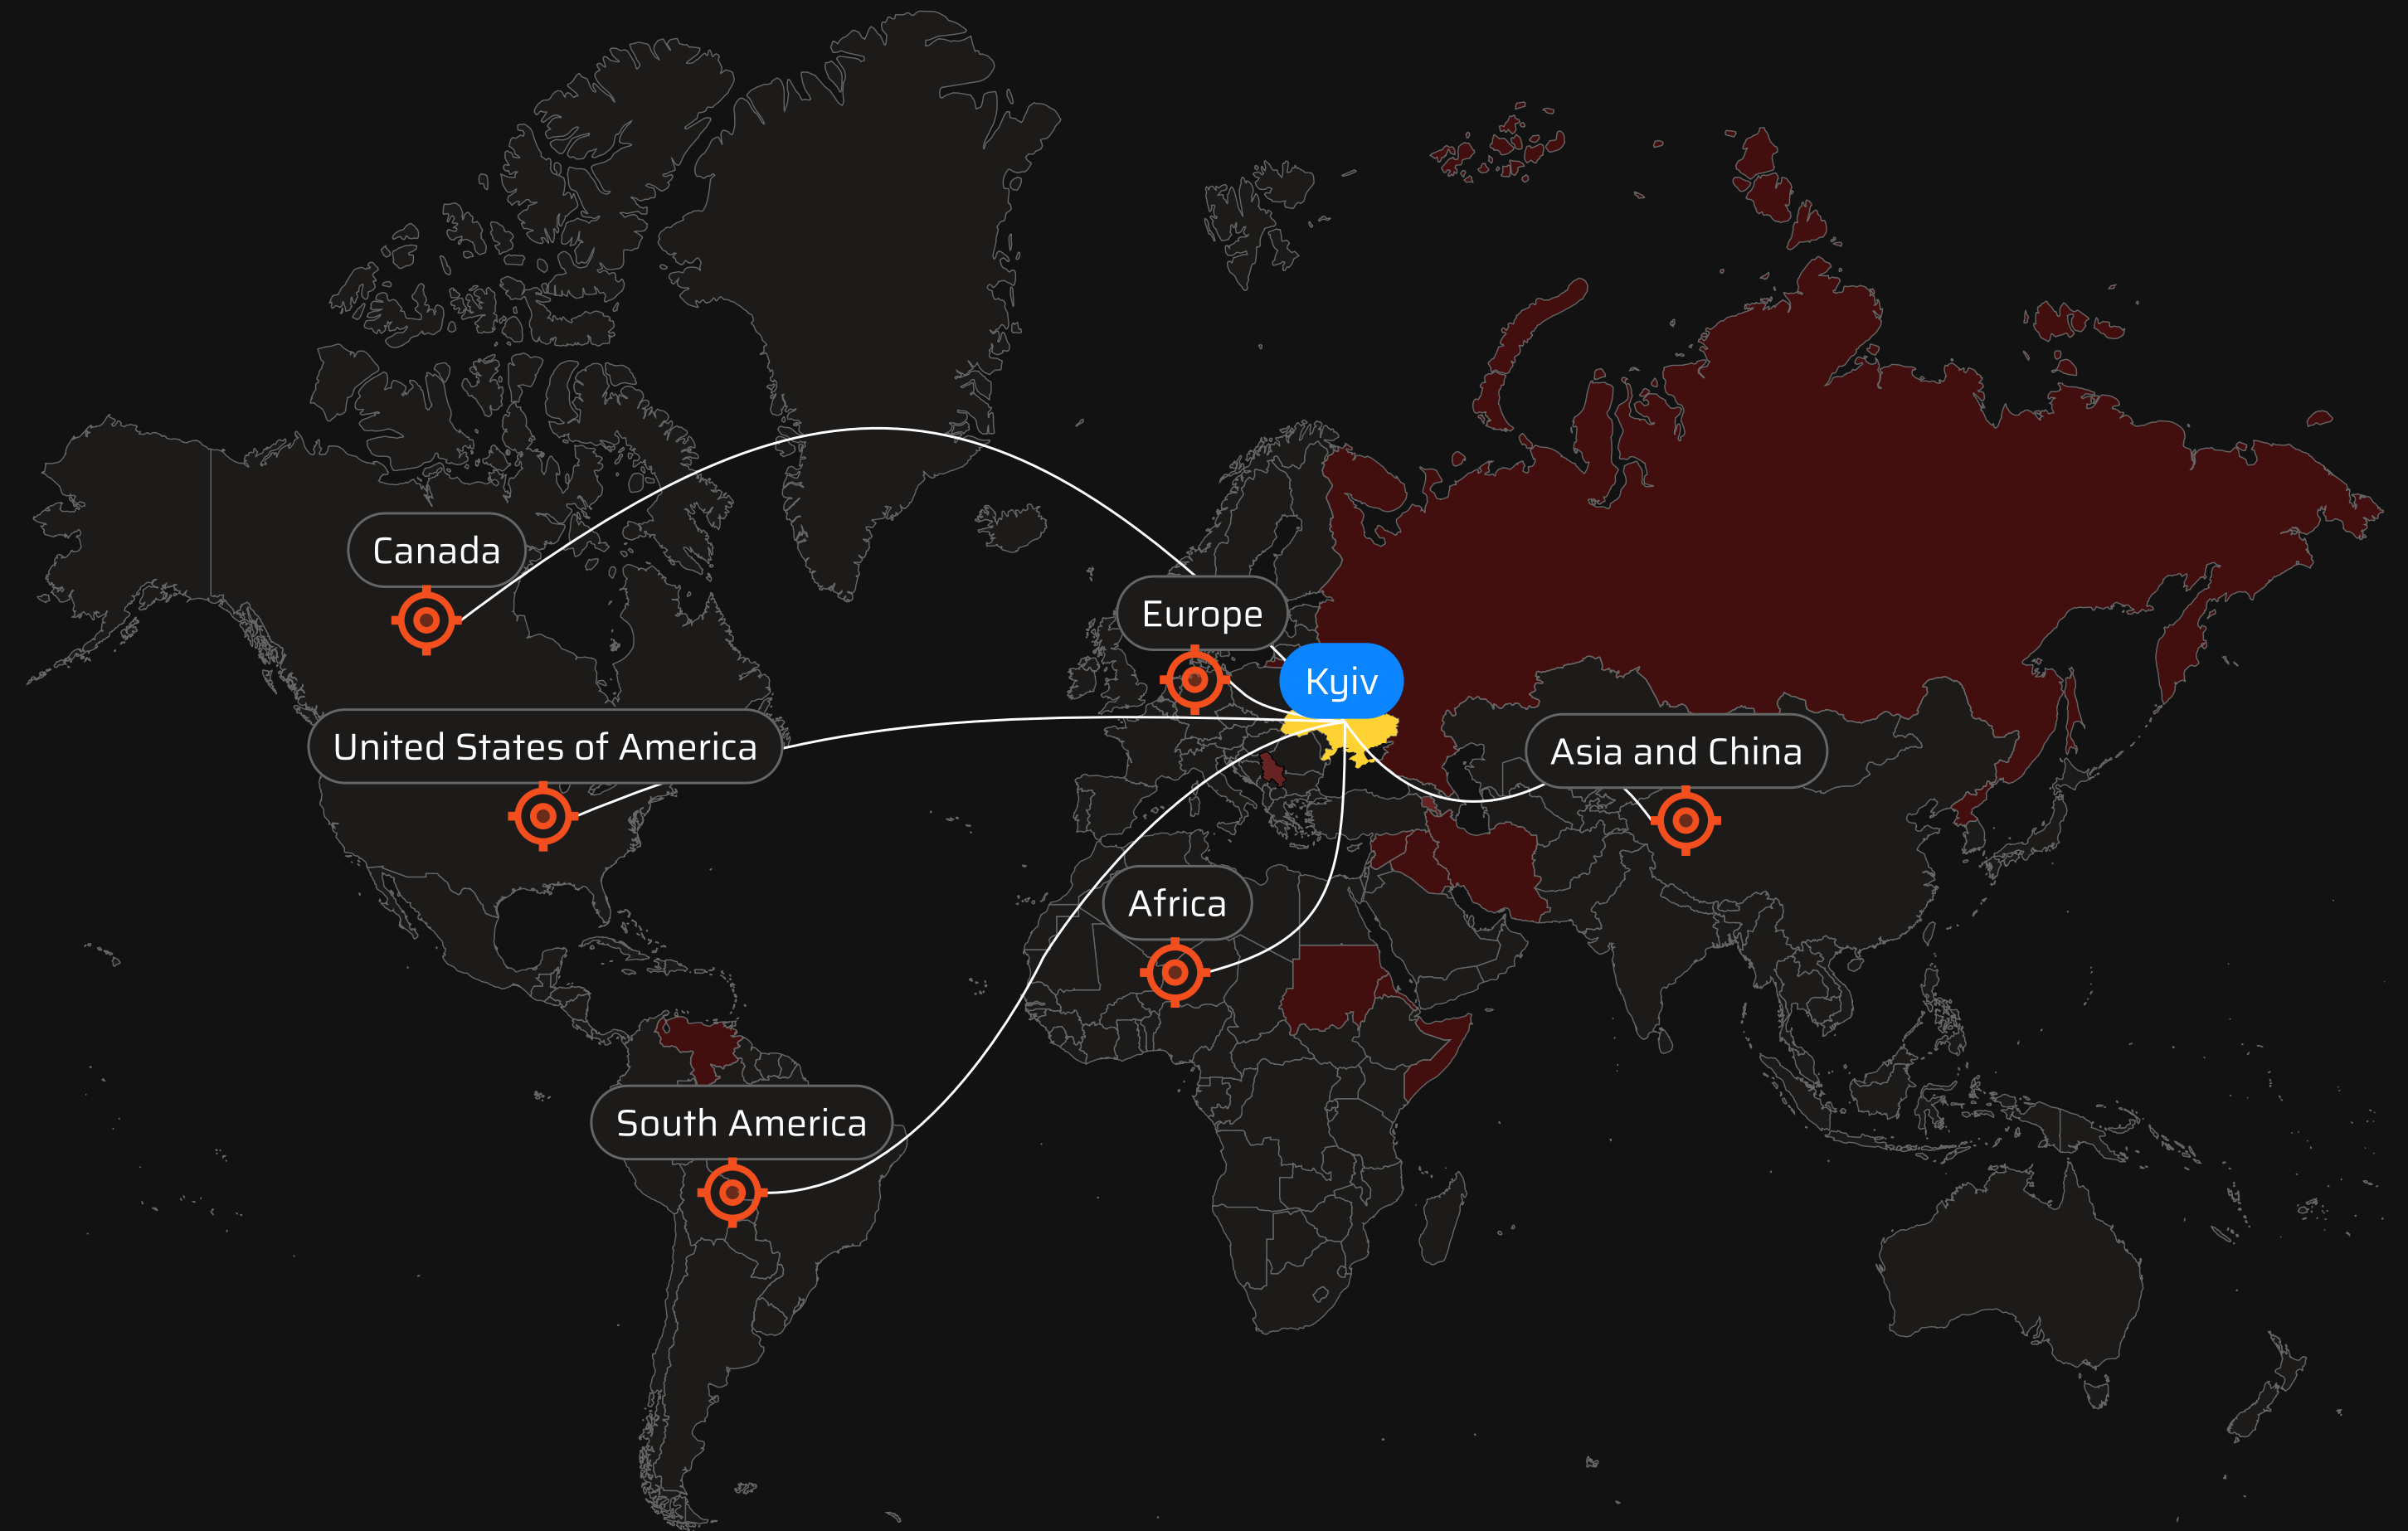 Canada
Europe
Kyiv
United States of America
Asia and China
Africa
South America